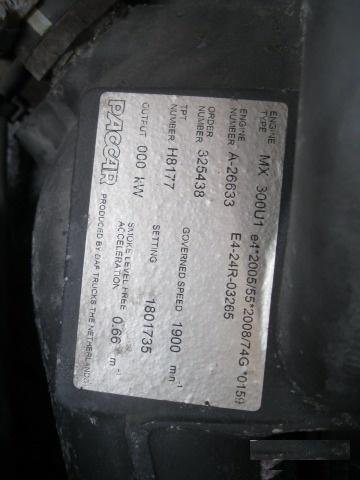 ENGINE TYPE MX 300U1 e4*2005/55*2008/74G*0159
ENGINE NUMBER A-26633 E4-24R-03265
ORDER NUMBER 325438
TPT NUMBER H8177 GOVERNED SPEED 1900 min-1
OUTPUT 000 kW SETTING 1801735
SMOKE LEVEL FREE ACCELERATION 0.66 m-1
PACCAR PRODUCED BY DAF TRUCKS THE NETHERLANDS